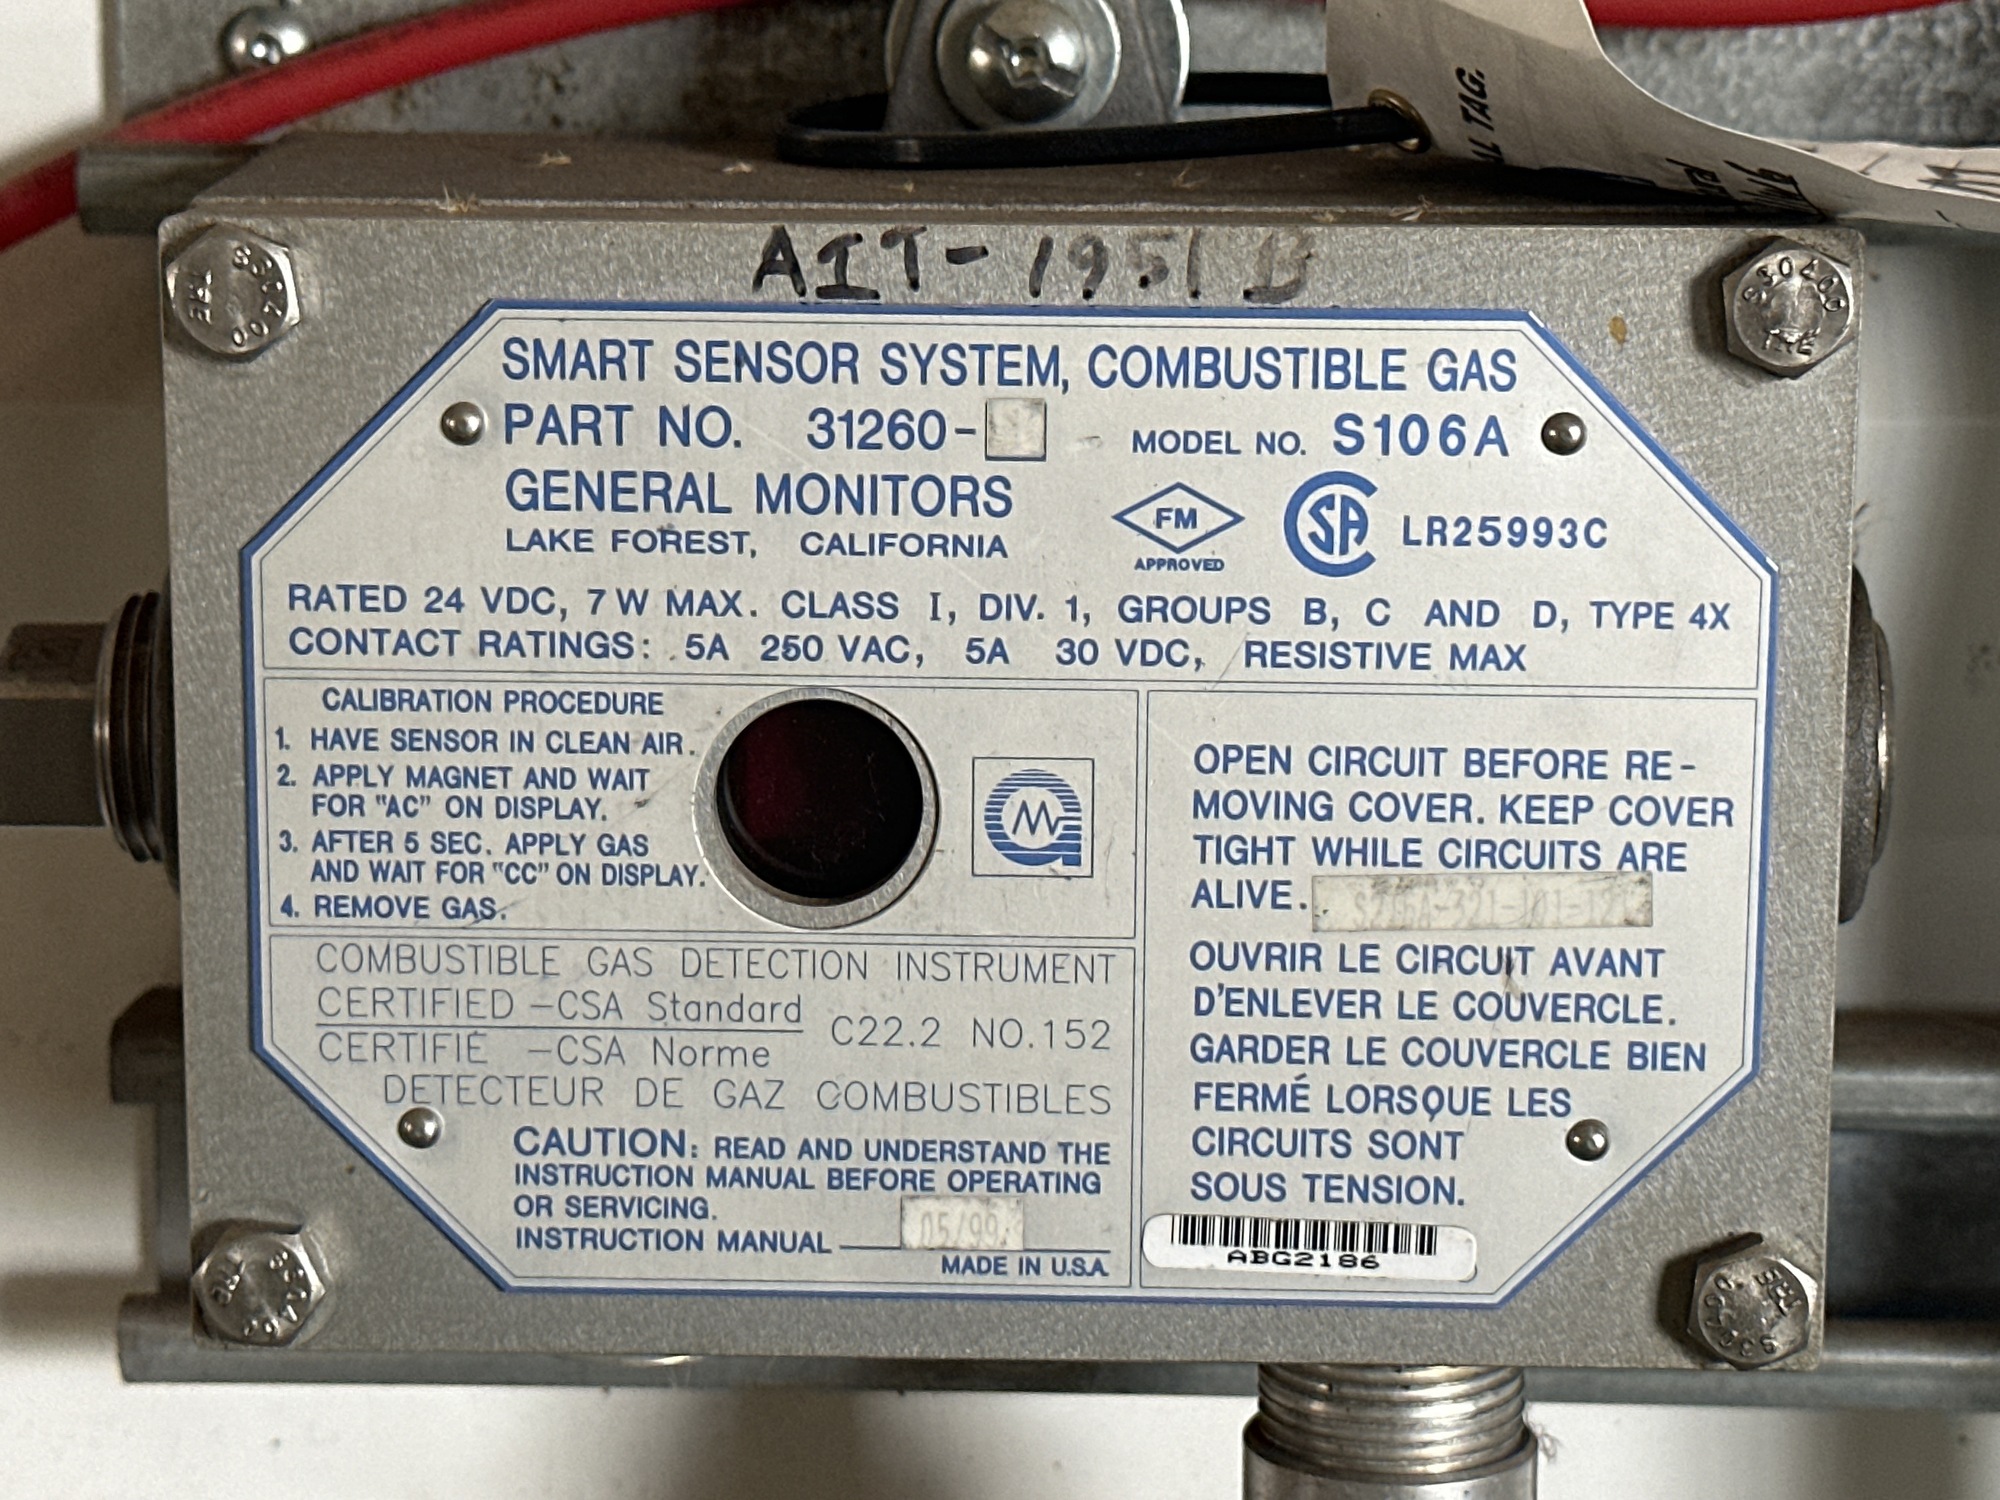 AL TAG.
AIT-1951B
SMART SENSOR SYSTEM, COMBUSTIBLE GAS
PART NO. 31260-
MODEL NO. S106A
GENERAL MONITORS
LAKE FOREST, CALIFORNIA
FM
APPROVED
LR25993C
RATED 24 VDC, 7 W MAX. CLASS I, DIV. 1, GROUPS B, C AND D, TYPE 4X
CONTACT RATINGS: 5A 250 VAC, 5A 30 VDC, RESISTIVE MAX
CALIBRATION PROCEDURE
1. HAVE SENSOR IN CLEAN AIR.
2. APPLY MAGNET AND WAIT
FOR "AC" ON DISPLAY.
3. AFTER 5 SEC. APPLY GAS
AND WAIT FOR "CC" ON DISPLAY.
4. REMOVE GAS.
COMBUSTIBLE GAS DETECTION INSTRUMENT
CERTIFIED -CSA Standard
CERTIFIÉ -CSA Norme
C22.2 NO.152
DETECTEUR DE GAZ COMBUSTIBLES
CAUTION: READ AND UNDERSTAND THE
INSTRUCTION MANUAL BEFORE OPERATING
OR SERVICING.
INSTRUCTION MANUAL 05/99
MADE IN U.S.A.
OPEN CIRCUIT BEFORE RE-
MOVING COVER. KEEP COVER
TIGHT WHILE CIRCUITS ARE
ALIVE.
OUVRIR LE CIRCUIT AVANT
D'ENLEVER LE COUVERCLE.
GARDER LE COUVERCLE BIEN
FERMÉ LORSQUE LES
CIRCUITS SONT
SOUS TENSION.
ABG2186